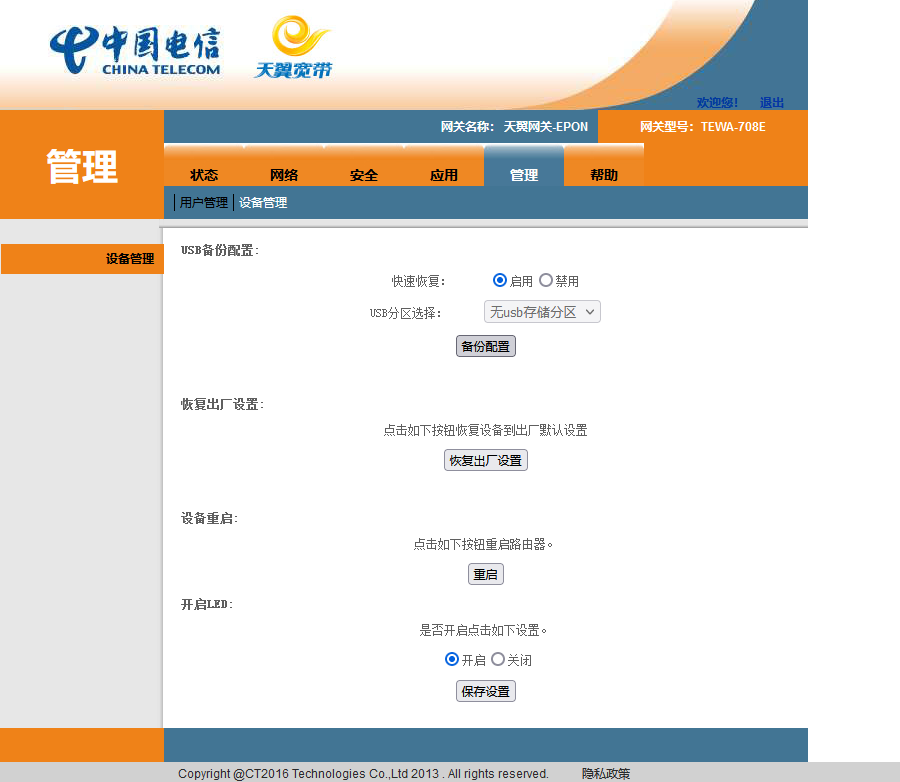 中国电信
CHINA TELECOM
天翼宽带
欢迎您! 退出
网关名称: 天翼网关-EPON 网关型号: TEWA-708E
管理
状态 网络 安全 应用 管理 帮助
用户管理 设备管理
设备管理
USB备份配置:
快速恢复: 启用 禁用
USB分区选择: 无usb存储分区
备份配置
恢复出厂设置:
点击如下按钮恢复设备到出厂默认设置
恢复出厂设置
设备重启:
点击如下按钮重启路由器。
重启
开启LED:
是否开启点击如下设置。
开启 关闭
保存设置
Copyright @CT2016 Technologies Co.,Ltd 2013 . All rights reserved. 隐私政策